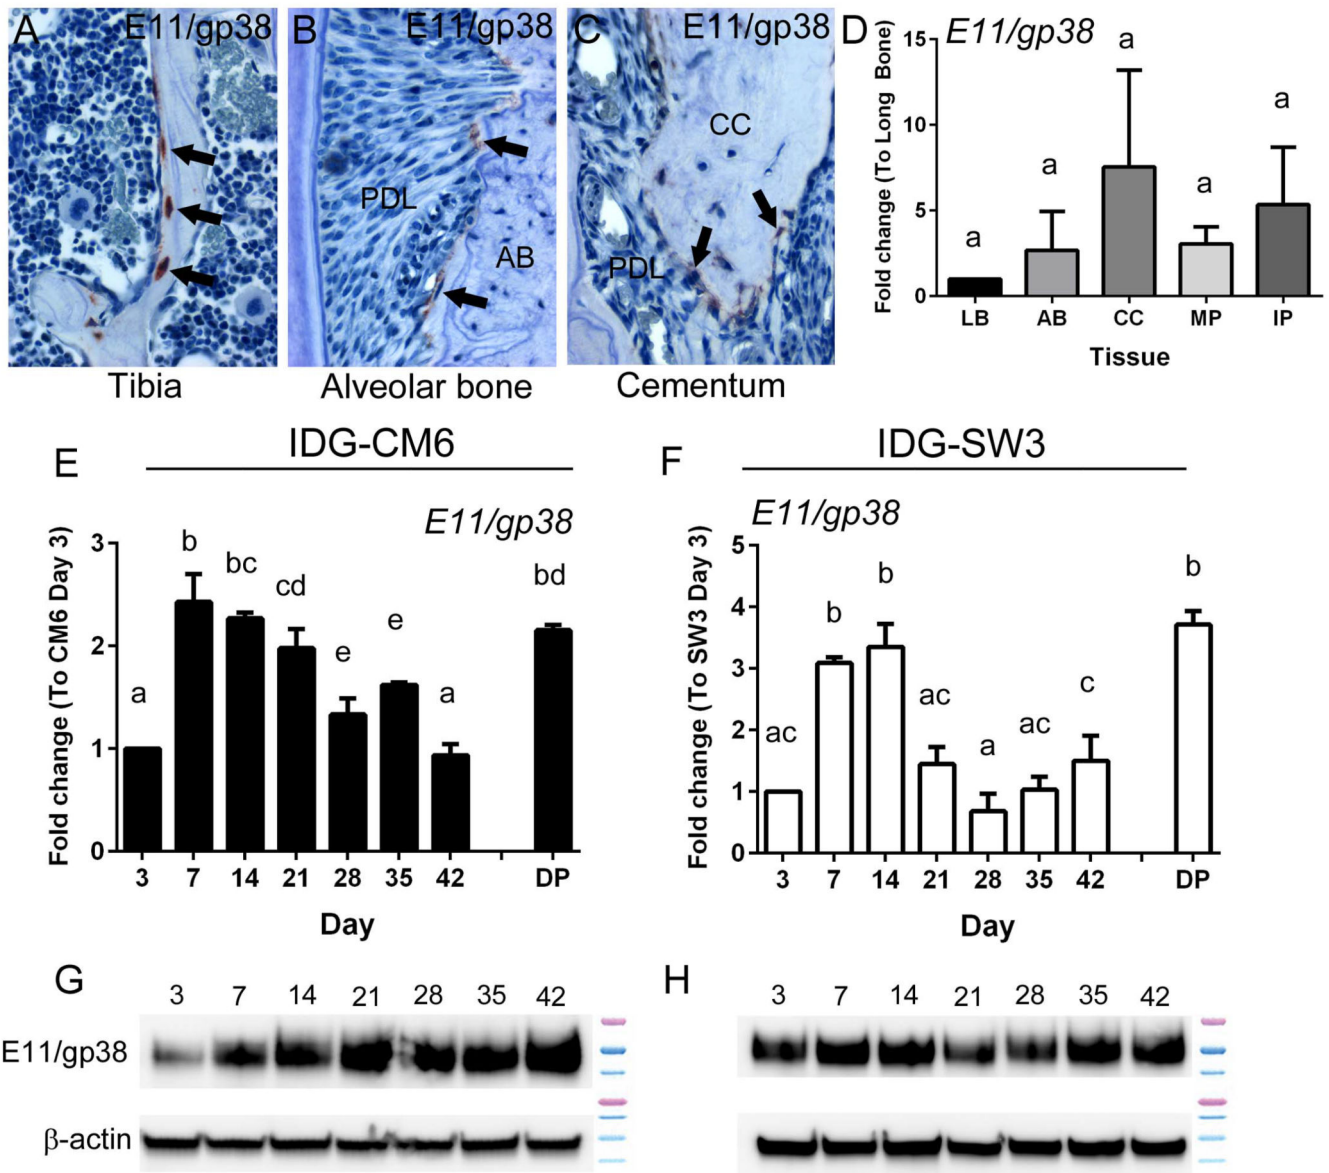 A E11/gp38
B E11/gp38
C E11/gp38
D E11/gp38
PDL
AB
CC
PDL
Tibia
Alveolar bone
Cementum
Fold change (To Long Bone)
15
10
5
0
a a a a a
LB AB CC MP IP
Tissue
E IDG-CM6
E11/gp38
Fold change (To CM6 Day 3)
3
2
1
0
a b bc cd e e a bd
3 7 14 21 28 35 42 DP
Day
F IDG-SW3
E11/gp38
Fold change (To SW3 Day 3)
5
4
3
2
1
0
ac b b ac a ac c b
3 7 14 21 28 35 42 DP
Day
G 3 7 14 21 28 35 42
E11/gp38
β-actin
H 3 7 14 21 28 35 42